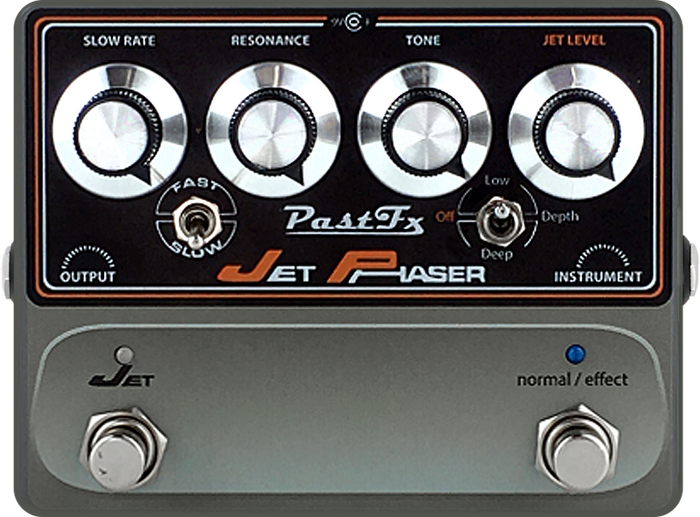 9V
SLOW RATE
RESONANCE
TONE
JET LEVEL
FAST
SLOW
PastFx
Low
Off
Depth
Deep
JET PHASER
OUTPUT
INSTRUMENT
JET
normal / effect